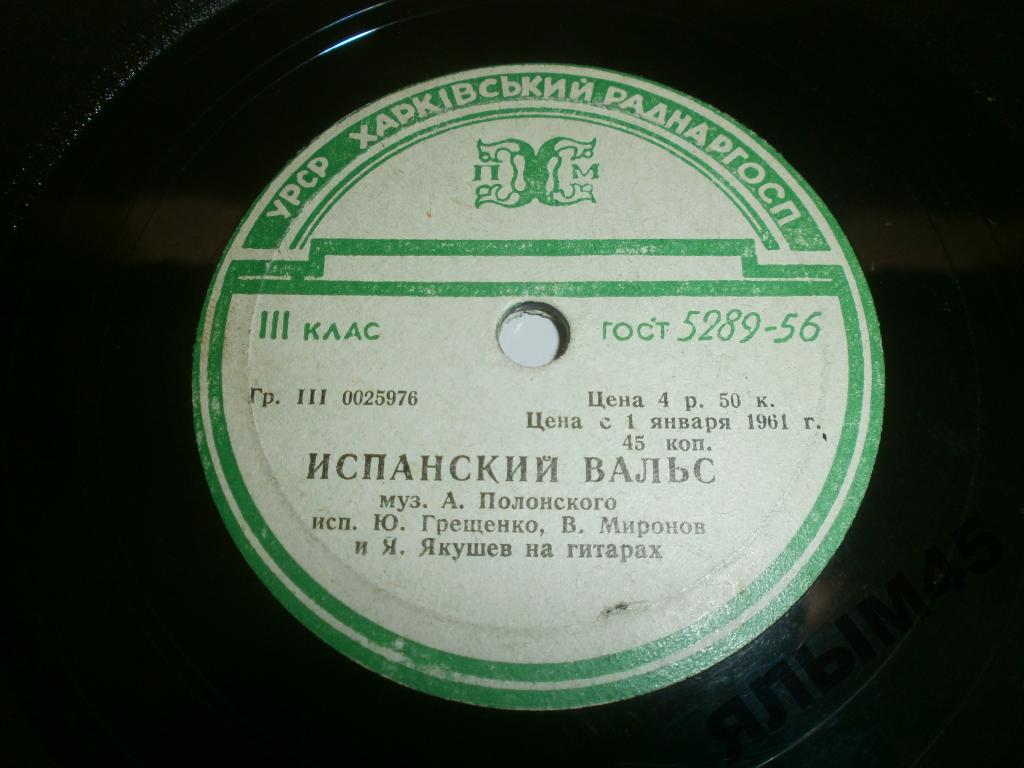 УРСР ХАРКІВСЬКИЙ РАДНАРГОСП
П М
III КЛАС
ГОСТ 5289-56
Гр. III 0025976
Цена 4 р. 50 к.
Цена с 1 января 1961 г.
45 коп.
ИСПАНСКИЙ ВАЛЬС
муз. А. Полонского
исп. Ю. Грещенко, В. Миронов
и Я. Якушев на гитарах
ЯЛЫМ45